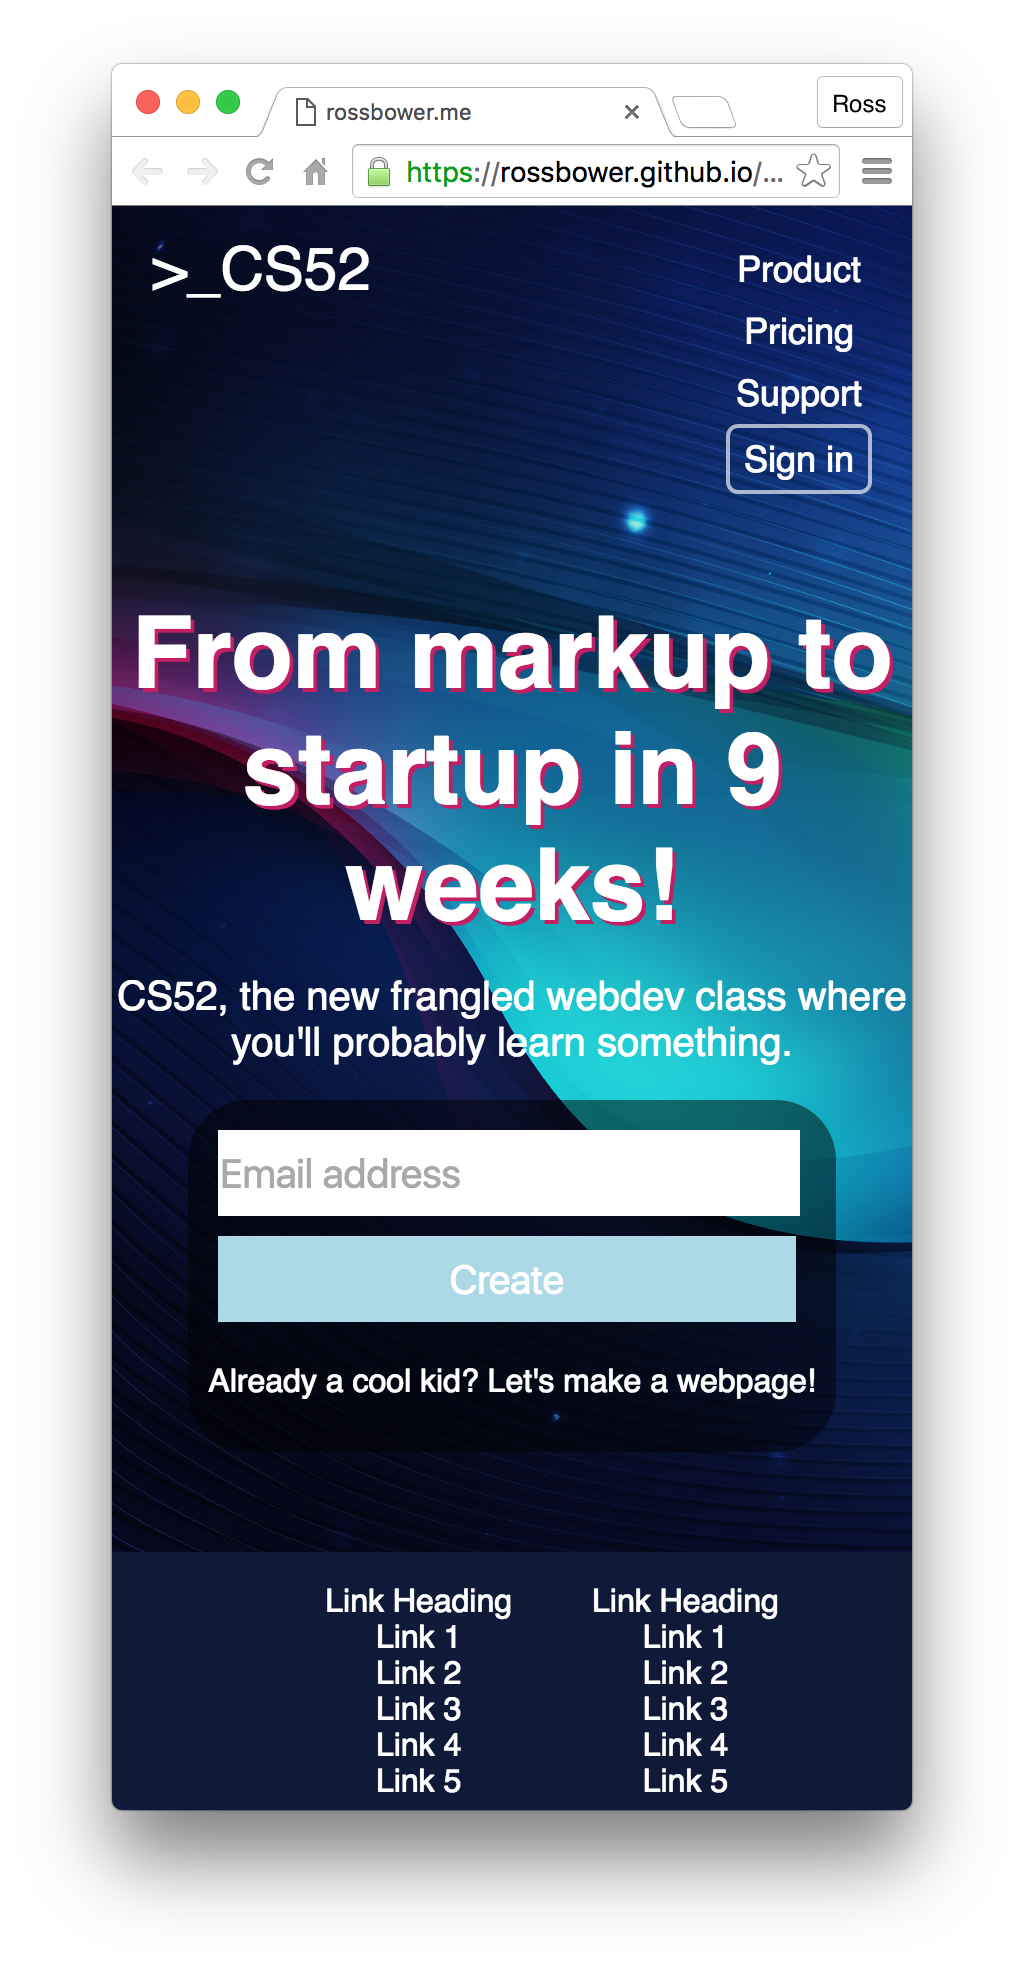 rossbower.me
Ross
https://rossbower.github.io/...
>_CS52
Product
Pricing
Support
Sign in
From markup to
startup in 9
weeks!
CS52, the new frangled webdev class where
you'll probably learn something.
Email address
Create
Already a cool kid? Let's make a webpage!
Link Heading
Link 1
Link 2
Link 3
Link 4
Link 5
Link Heading
Link 1
Link 2
Link 3
Link 4
Link 5